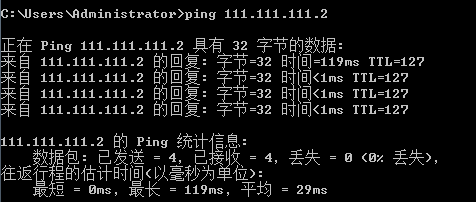 C:\Users\Administrator>ping 111.111.111.2
正在 Ping 111.111.111.2 具有 32 字节的数据:
来自 111.111.111.2 的回复: 字节=32 时间=119ms TTL=127
来自 111.111.111.2 的回复: 字节=32 时间<1ms TTL=127
来自 111.111.111.2 的回复: 字节=32 时间<1ms TTL=127
来自 111.111.111.2 的回复: 字节=32 时间<1ms TTL=127
111.111.111.2 的 Ping 统计信息:
数据包: 已发送 = 4, 已接收 = 4, 丢失 = 0 (0% 丢失),
往返行程的估计时间(以毫秒为单位):
最短 = 0ms, 最长 = 119ms, 平均 = 29ms